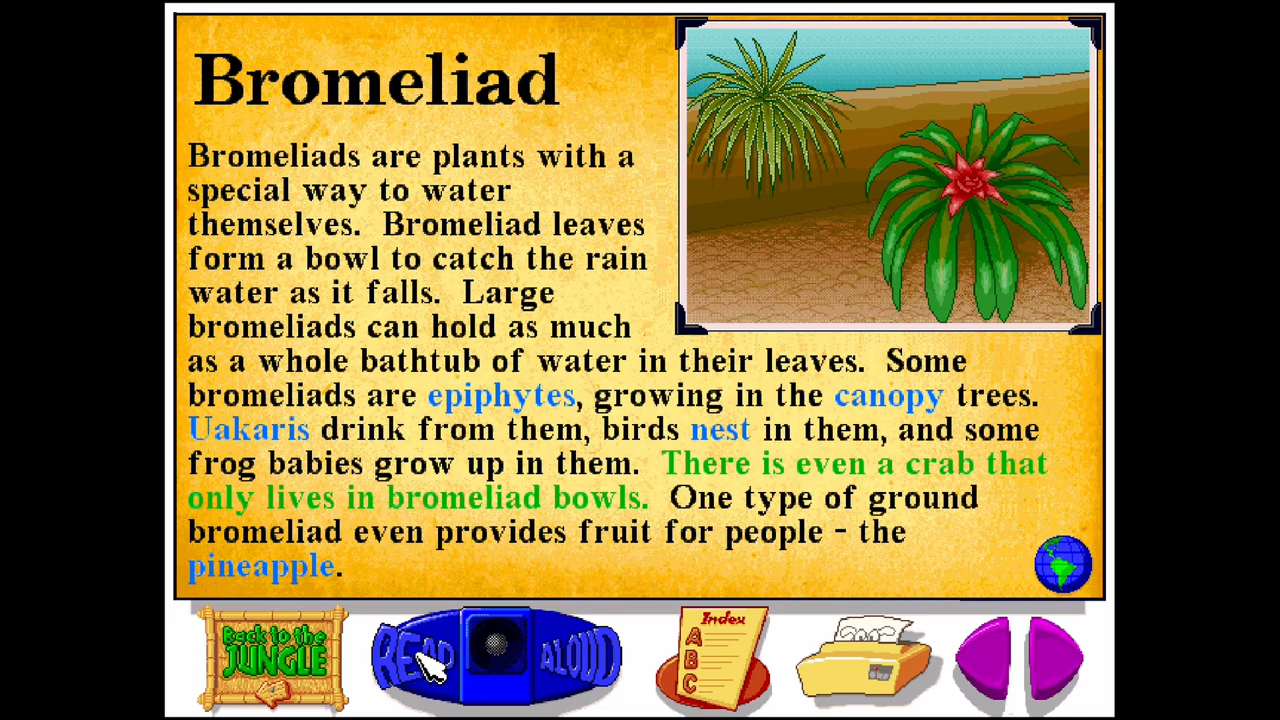 Bromeliad
Bromeliads are plants with a
special way to water
themselves.  Bromeliad leaves
form a bowl to catch the rain
water as it falls.  Large
bromeliads can hold as much
as a whole bathtub of water in their leaves.  Some
bromeliads are epiphytes, growing in the canopy trees.
Uakaris drink from them, birds nest in them, and some
frog babies grow up in them.  There is even a crab that
only lives in bromeliad bowls.  One type of ground
bromeliad even provides fruit for people - the
pineapple.
Back to the
JUNGLE
READ ALOUD
Index
A
B
C